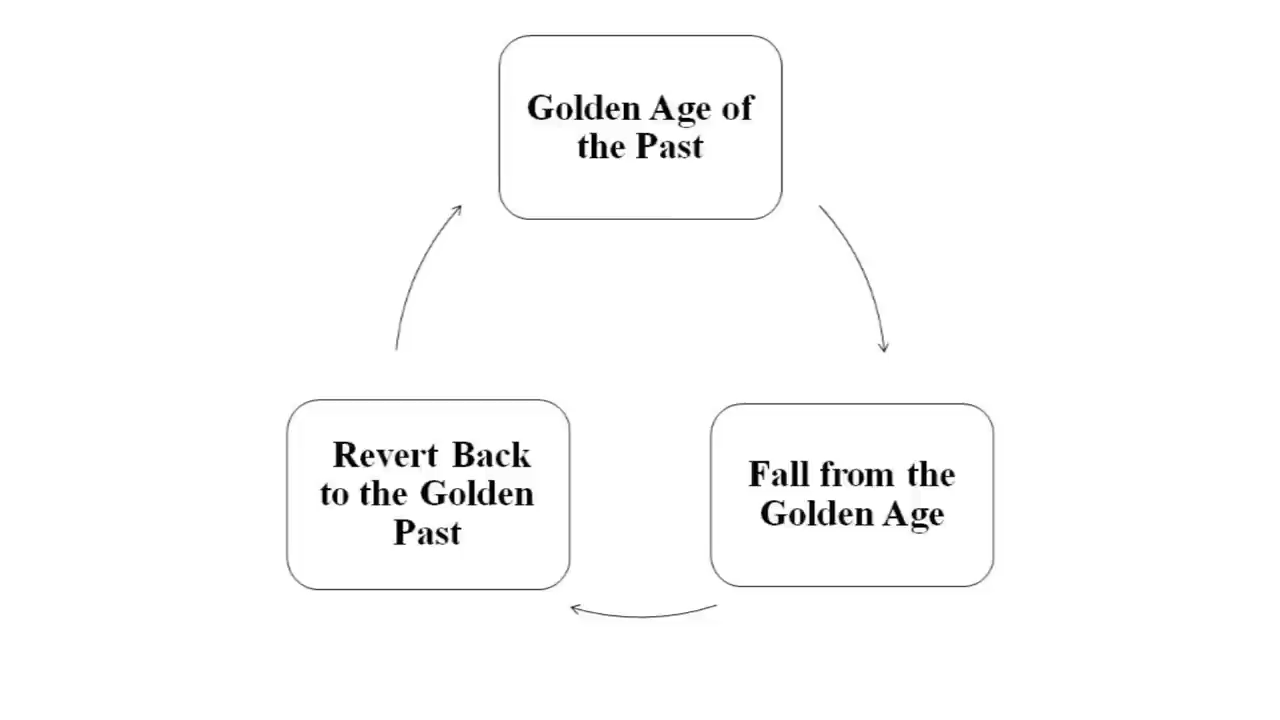 Golden Age of
the Past
Revert Back
to the Golden
Past
Fall from the
Golden Age